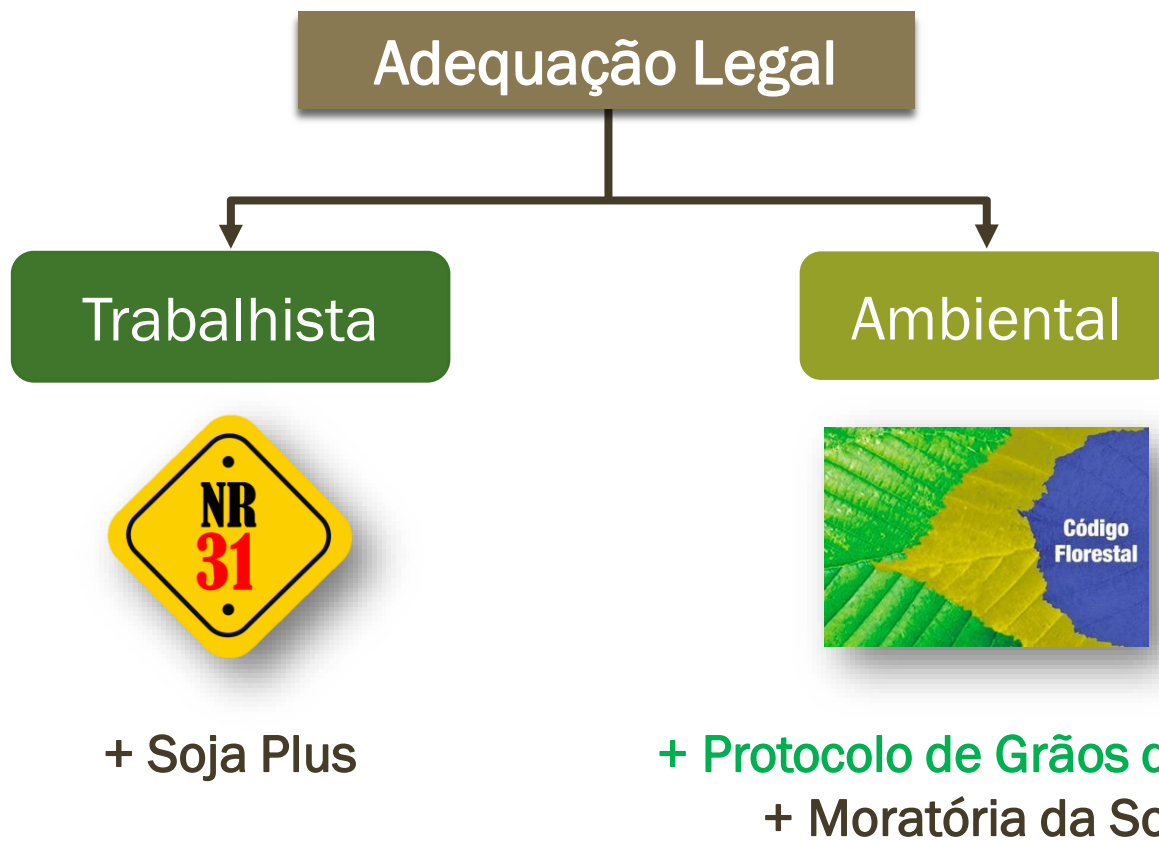 Adequação Legal
Trabalhista
Ambiental
NR
31
Código
Florestal
+ Soja Plus
+ Protocolo de Grãos
+ Moratória da